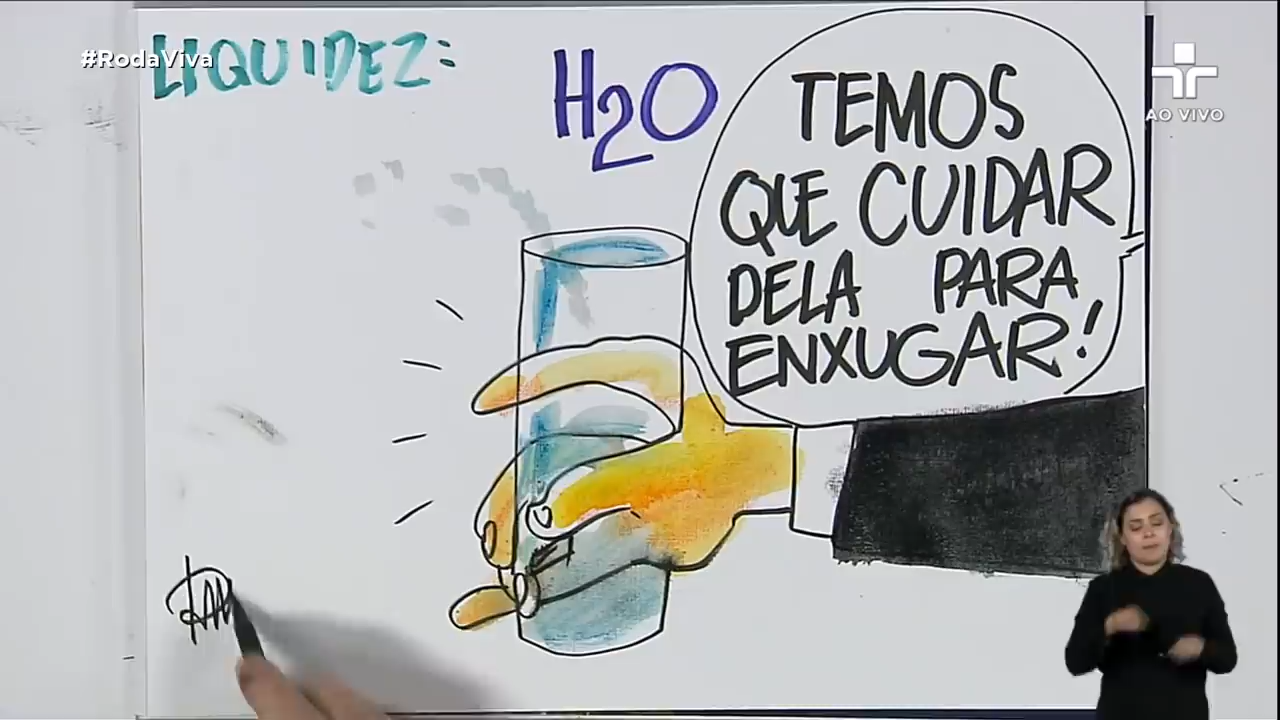 #RodaViva
LIQUIDEZ:
H2O
TEMOS
QUE CUIDAR
DELA PARA
ENXUGAR!
AO VIVO